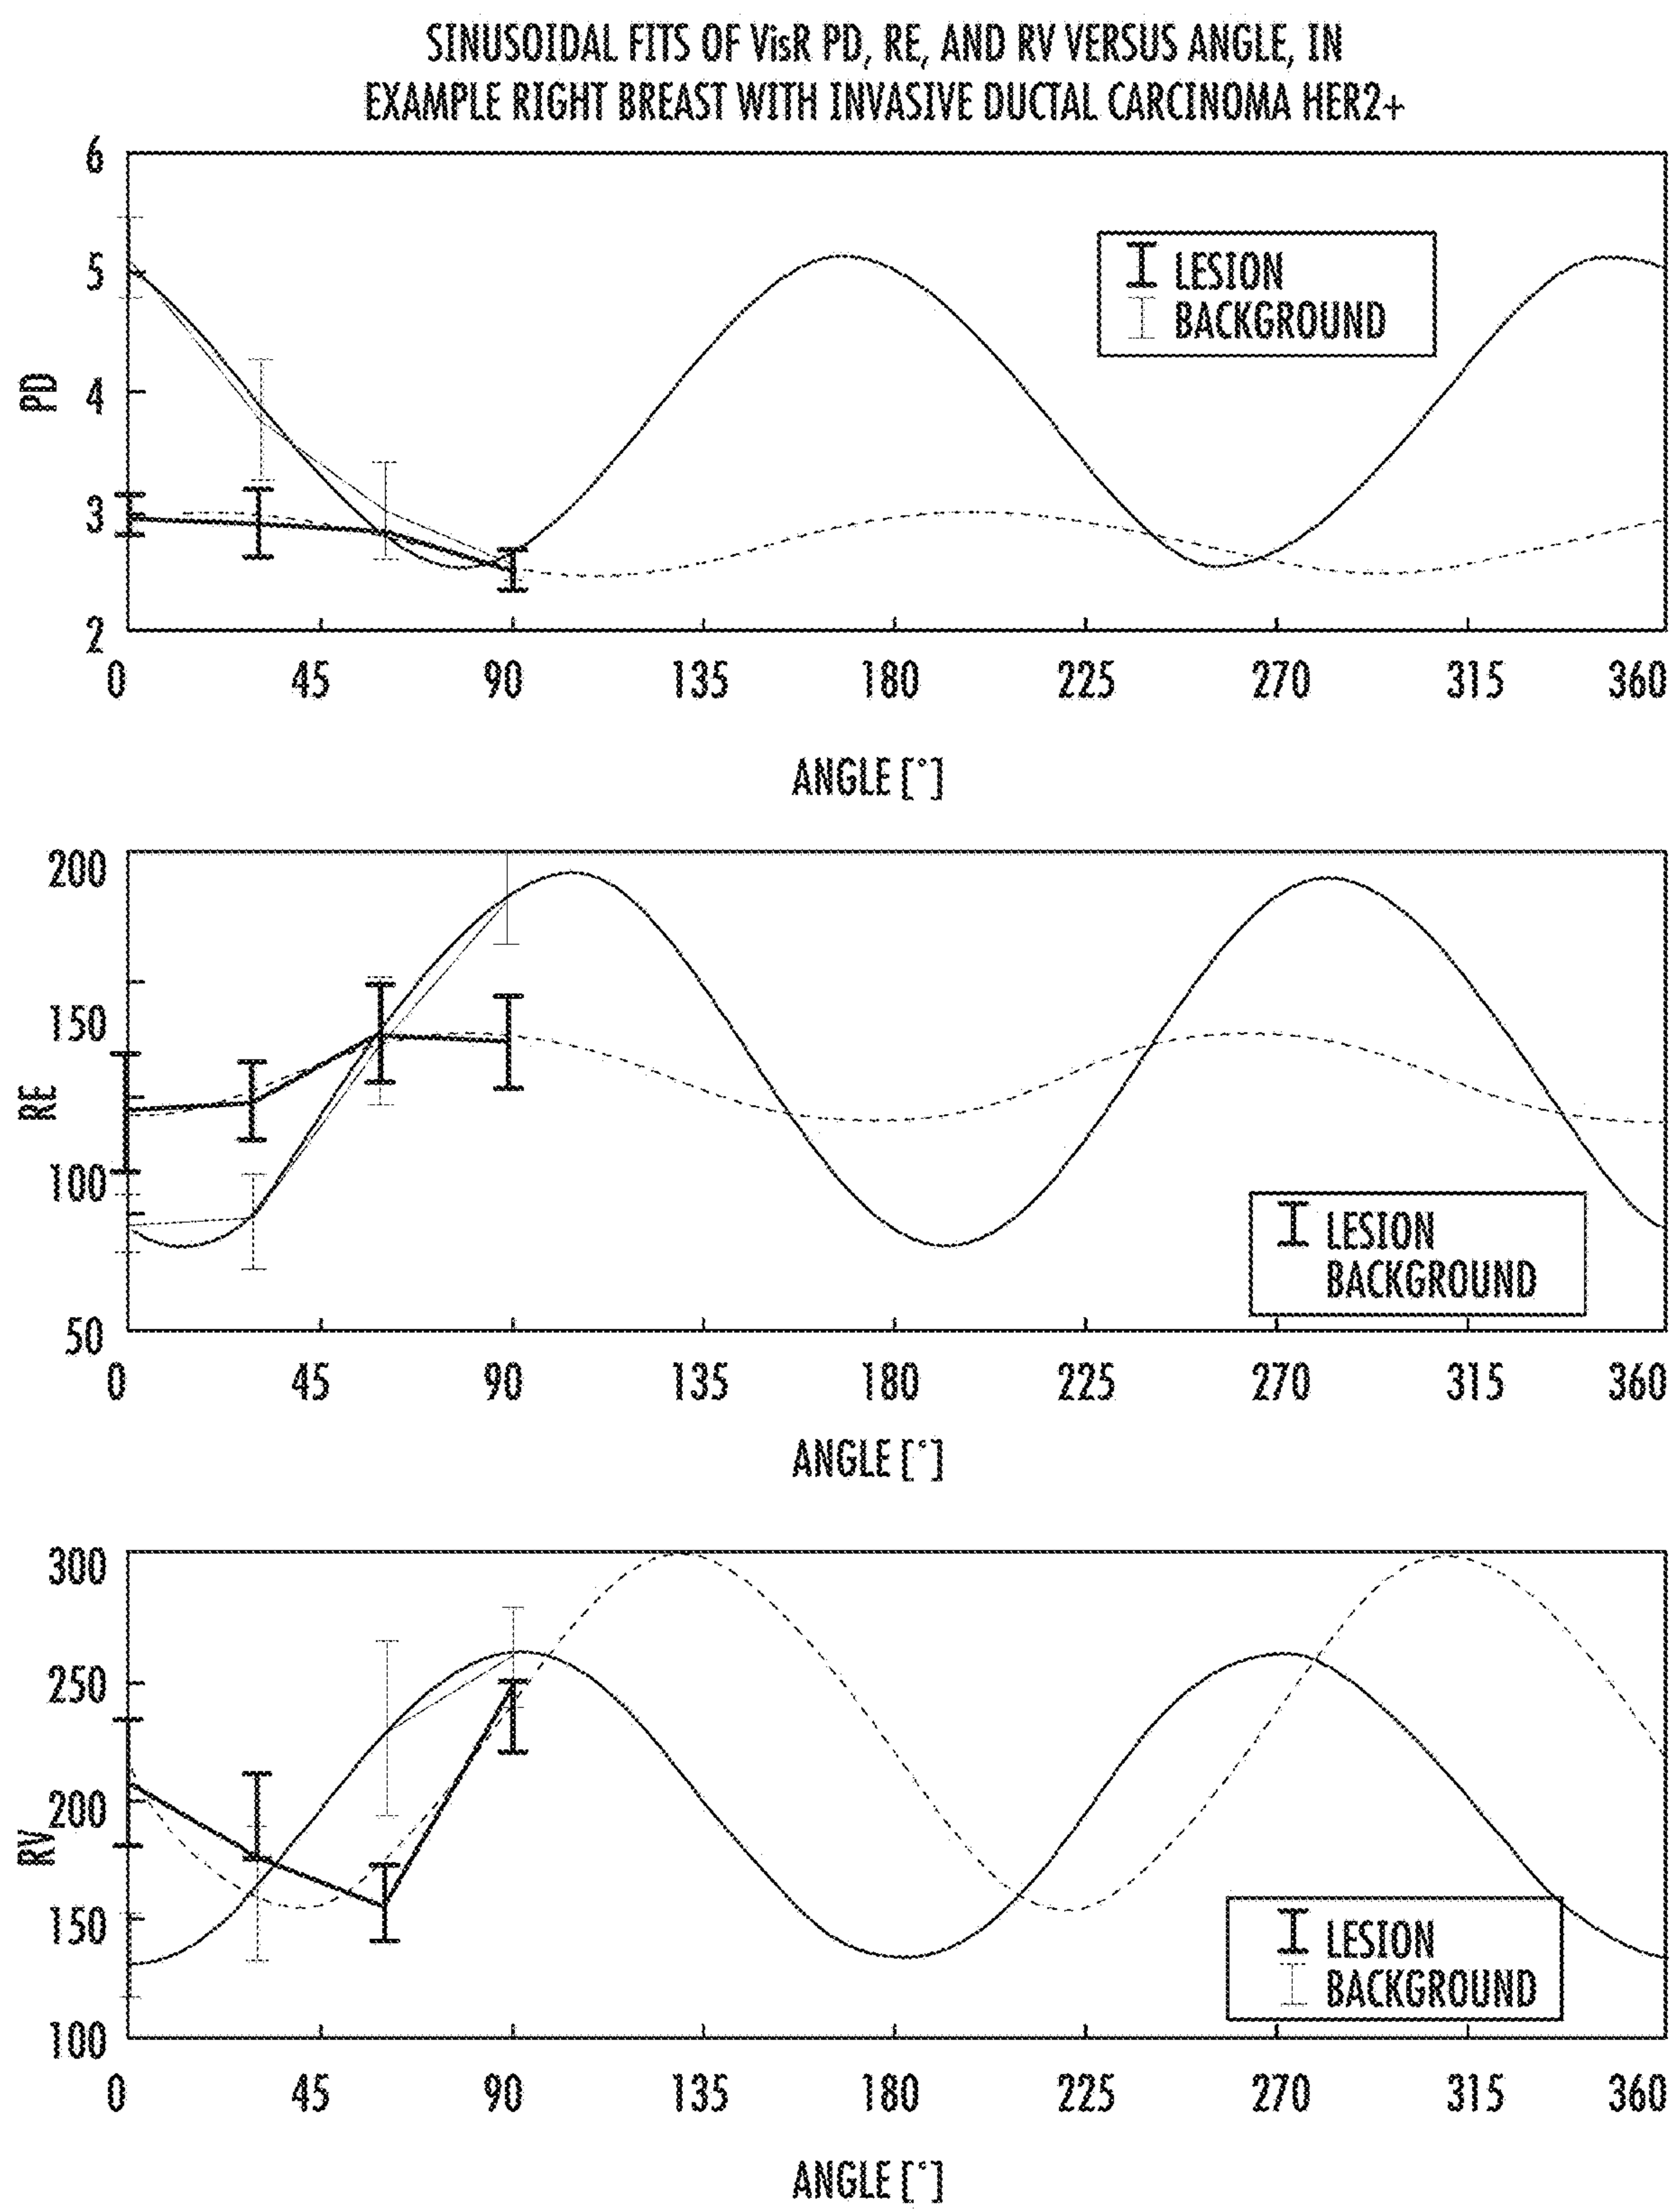 SINUSOIDAL FITS OF VisR PD, RE, AND RV VERSUS ANGLE, IN
EXAMPLE RIGHT BREAST WITH INVASIVE DUCTAL CARCINOMA HER2+
6
5
4
3
2
PD
LESION
BACKGROUND
0 45 90 135 180 225 270 315 360
ANGLE [°]
200
150
100
50
RE
LESION
BACKGROUND
0 45 90 135 180 225 270 315 360
ANGLE [°]
300
250
200
150
100
RV
LESION
BACKGROUND
0 45 90 135 180 225 270 315 360
ANGLE [°]